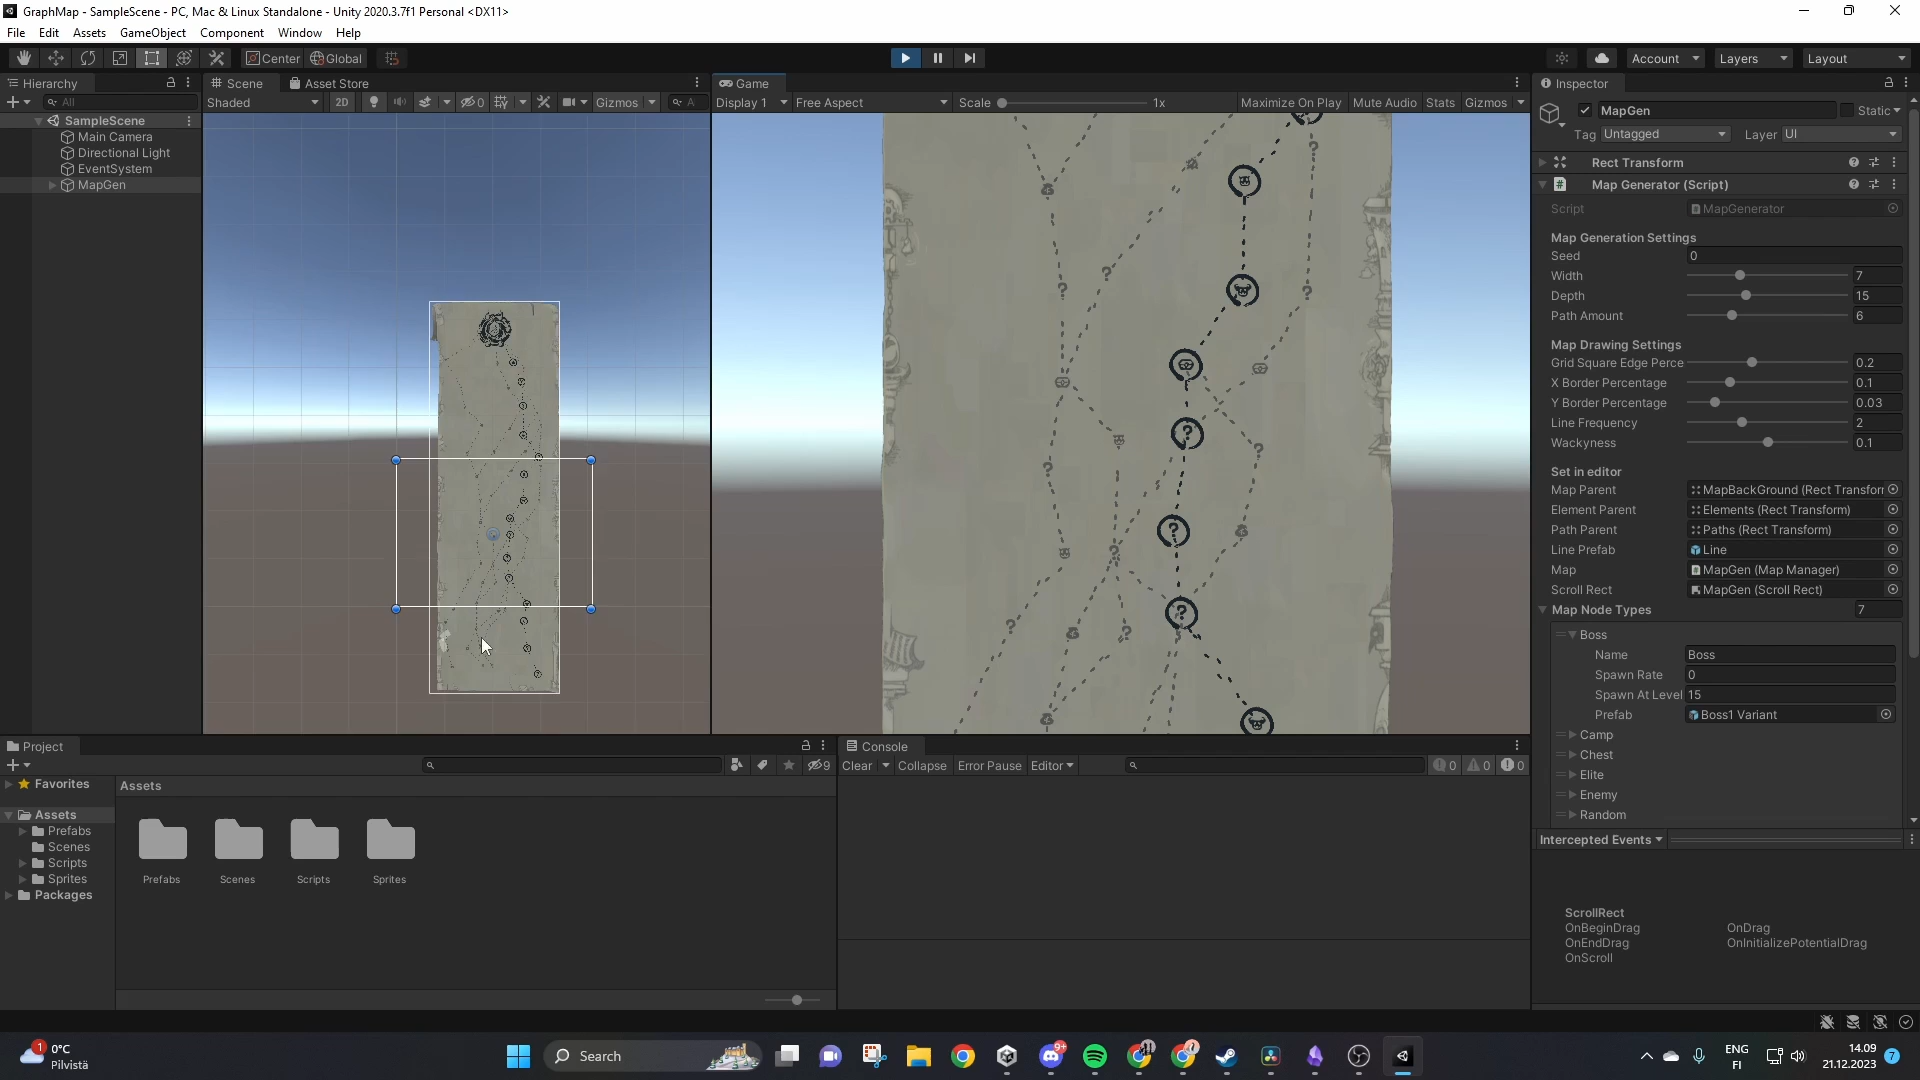 GraphMap - SampleScene - PC, Mac & Linux Standalone - Unity 2020.3.7f1 Personal <DX11>
File Edit Assets GameObject Component Window Help
Center Global
Account Layers Layout
Hierarchy
All
SampleScene
Main Camera
Directional Light
EventSystem
MapGen
Scene Asset Store
Shaded 2D 0 Gizmos A
Game
Display 1 Free Aspect Scale 1x Maximize On Play Mute Audio Stats Gizmos
Inspector
MapGen Static
Tag Untagged Layer UI
Rect Transform
Map Generator (Script)
Script MapGenerator
Map Generation Settings
Seed 0
Width 7
Depth 15
Path Amount 6
Map Drawing Settings
Grid Square Edge Perce 0.2
X Border Percentage 0.1
Y Border Percentage 0.03
Line Frequency 2
Wackyness 0.1
Set in editor
Map Parent MapBackGround (Rect Transfor
Element Parent Elements (Rect Transform)
Path Parent Paths (Rect Transform)
Line Prefab Line
Map MapGen (Map Manager)
Scroll Rect MapGen (Scroll Rect)
Map Node Types 7
Boss
Name Boss
Spawn Rate 0
Spawn At Level 15
Prefab Boss1 Variant
Camp
Chest
Elite
Enemy
Random
Intercepted Events
ScrollRect
OnBeginDrag OnDrag
OnEndDrag OnInitializePotentialDrag
OnScroll
Project
9
Favorites
Assets
Prefabs
Scenes
Scripts
Sprites
Packages
Assets
Prefabs Scenes Scripts Sprites
Console
Clear Collapse Error Pause Editor 0 0 0
1 0°C
Pilvistä
Search
9+
ENG
FI
14.09
21.12.2023
7